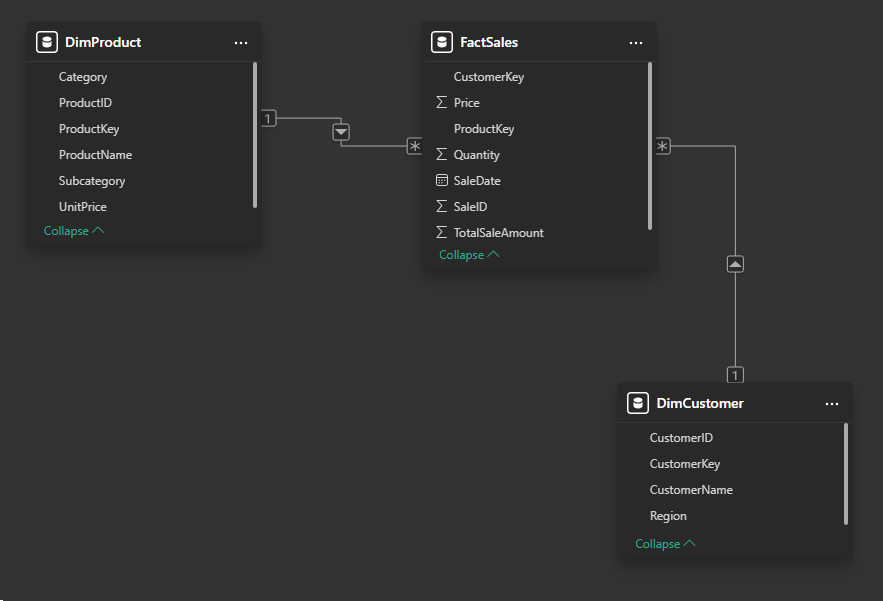 DimProduct
Category
ProductID
ProductKey
ProductName
Subcategory
UnitPrice
Collapse
1
*
FactSales
CustomerKey
Price
ProductKey
Quantity
SaleDate
SaleID
TotalSaleAmount
Collapse
*
1
DimCustomer
CustomerID
CustomerKey
CustomerName
Region
Collapse